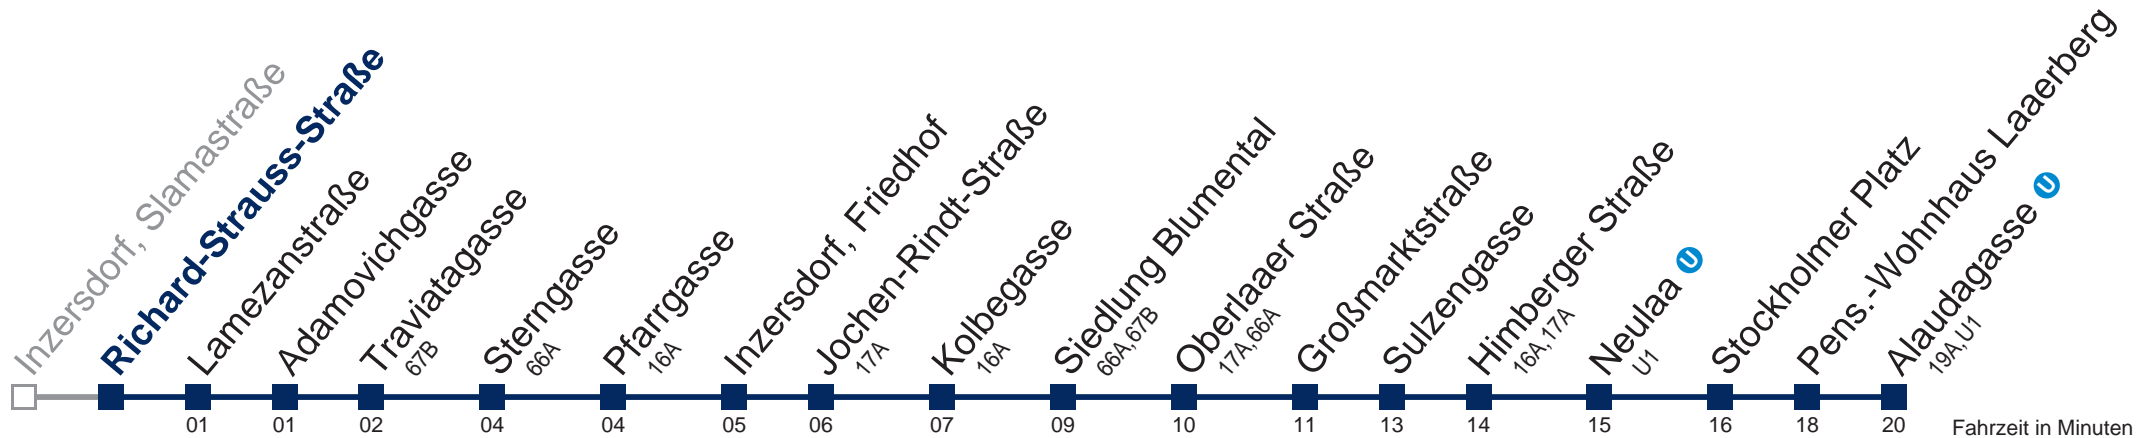 Inzersdorf, Slamastraße
Richard-Strauss-Straße
Lamezanstraße
Adamovichgasse
Traviatagasse
67B
Sterngasse
66A
Pfarrgasse
16A
Inzersdorf, Friedhof
Jochen-Rindt-Straße
17A
Kolbegasse
16A
Siedlung Blumental
66A, 67B
Oberlaaer Straße
17A, 66A
Großmarktstraße
Sulzengasse
Himberger Straße
16A, 17A
Neulaa U
U1
Stockholmer Platz
Pens.-Wohnhaus Laaerberg
Alaudagasse U
19A, U1
01 01 02 04 04 05 06 07 09 10 11 13 14 15 16 18 20 Fahrzeit in Minuten